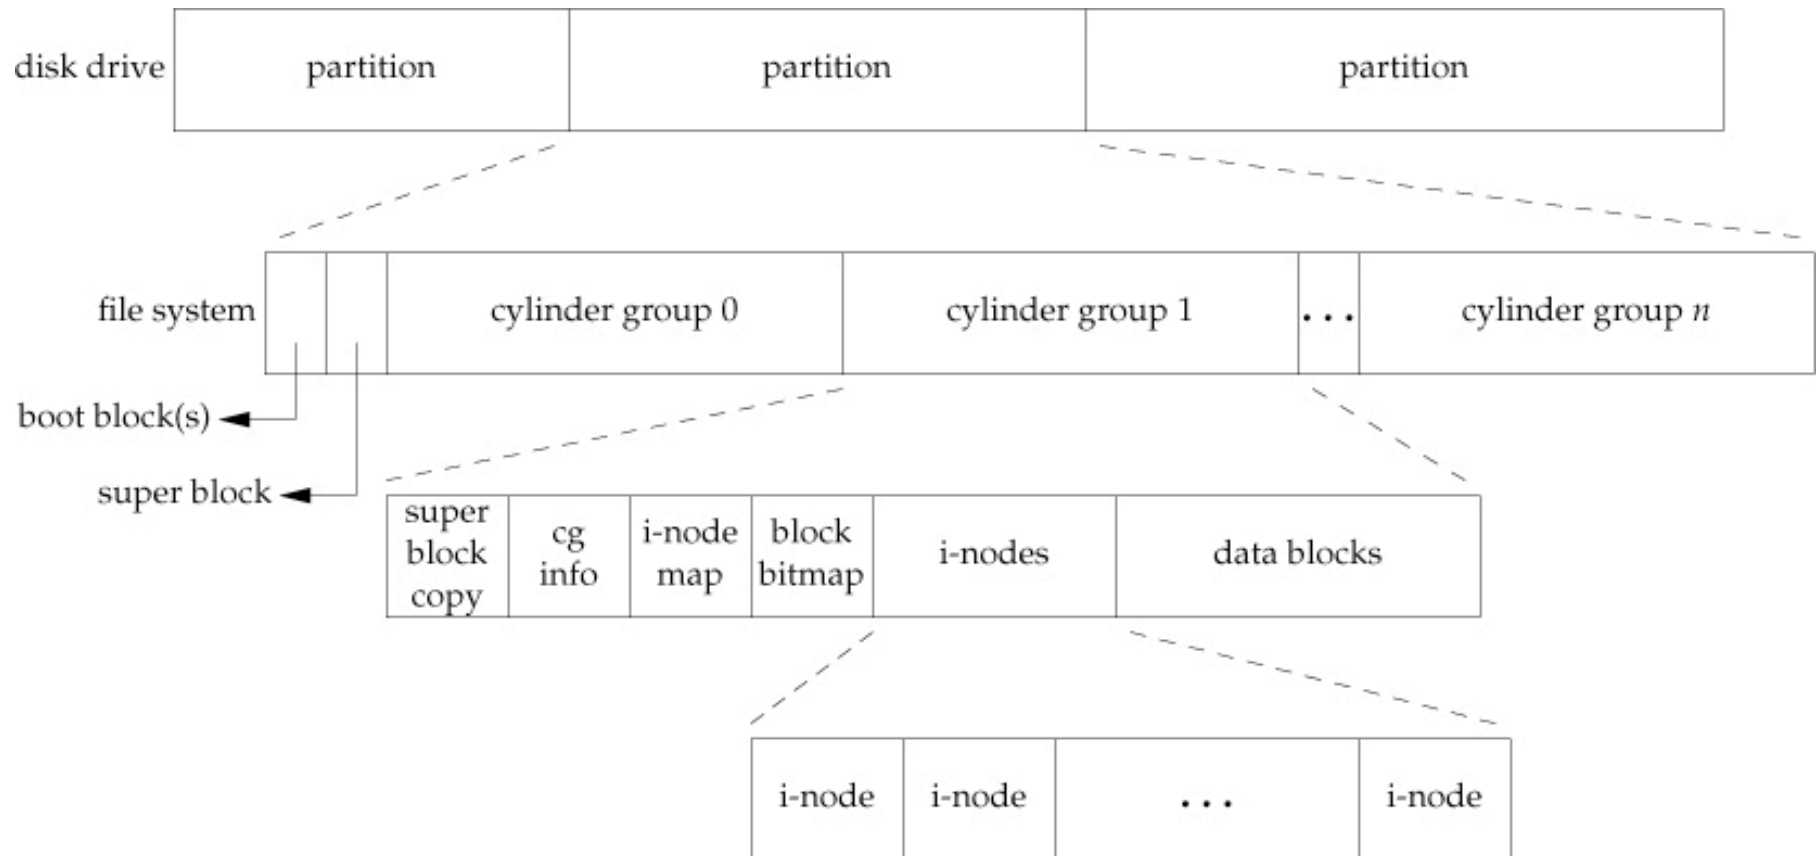 disk drive
partition
partition
partition
file system
cylinder group 0
cylinder group 1
...
cylinder group n
boot block(s)
super block
super
block
copy
cg
info
i-node
map
block
bitmap
i-nodes
data blocks
i-node
i-node
...
i-node